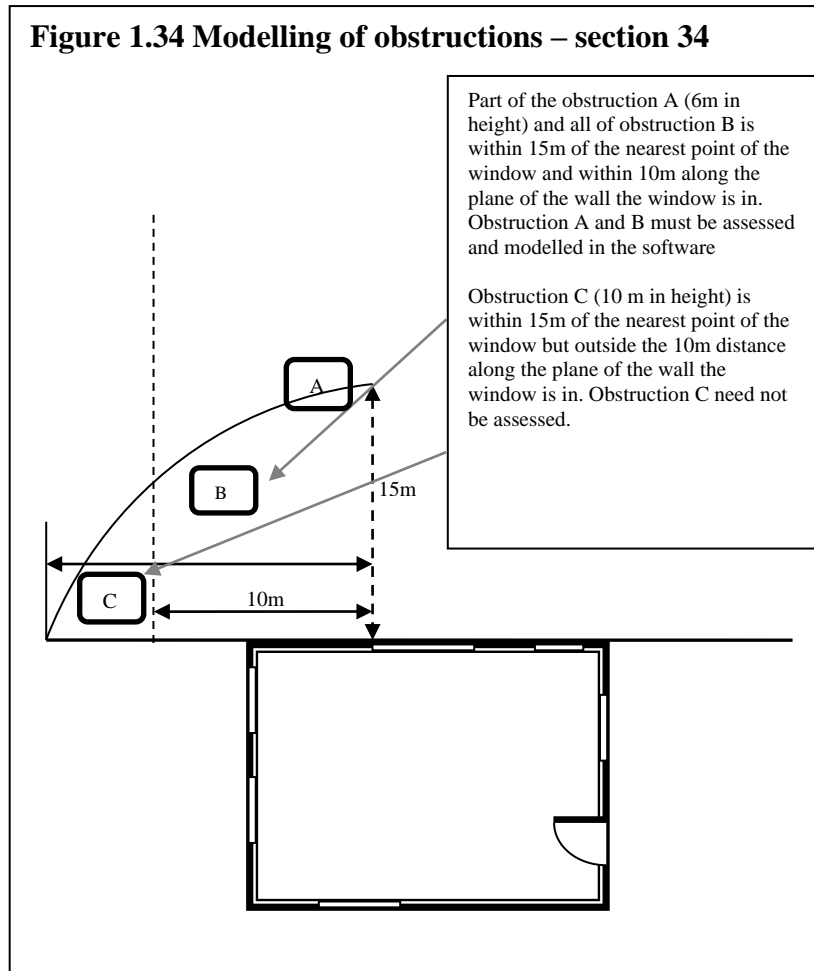 Figure 1.34 Modelling of obstructions – section 34
Part of the obstruction A (6m in
height) and all of obstruction B is
within 15m of the nearest point of the
window and within 10m along the
plane of the wall the window is in.
Obstruction A and B must be assessed
and modelled in the software
Obstruction C (10 m in height) is
within 15m of the nearest point of the
window but outside the 10m distance
along the plane of the wall the
window is in. Obstruction C need not
be assessed.
A
B
15m
C
10m